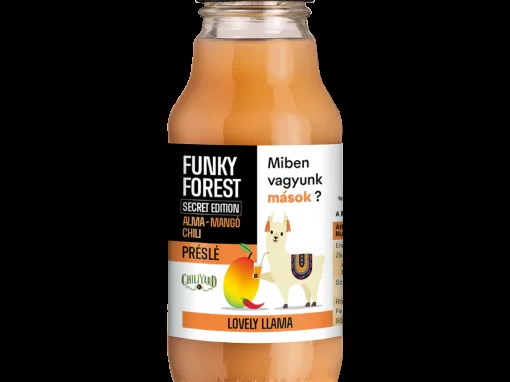 FUNKY
FOREST
SECRET EDITION
ALMA-MANGÓ
CHILI
PRÉSLÉ
CHILIYARD
Miben
vagyunk
mások ?
LOVELY LLAMA